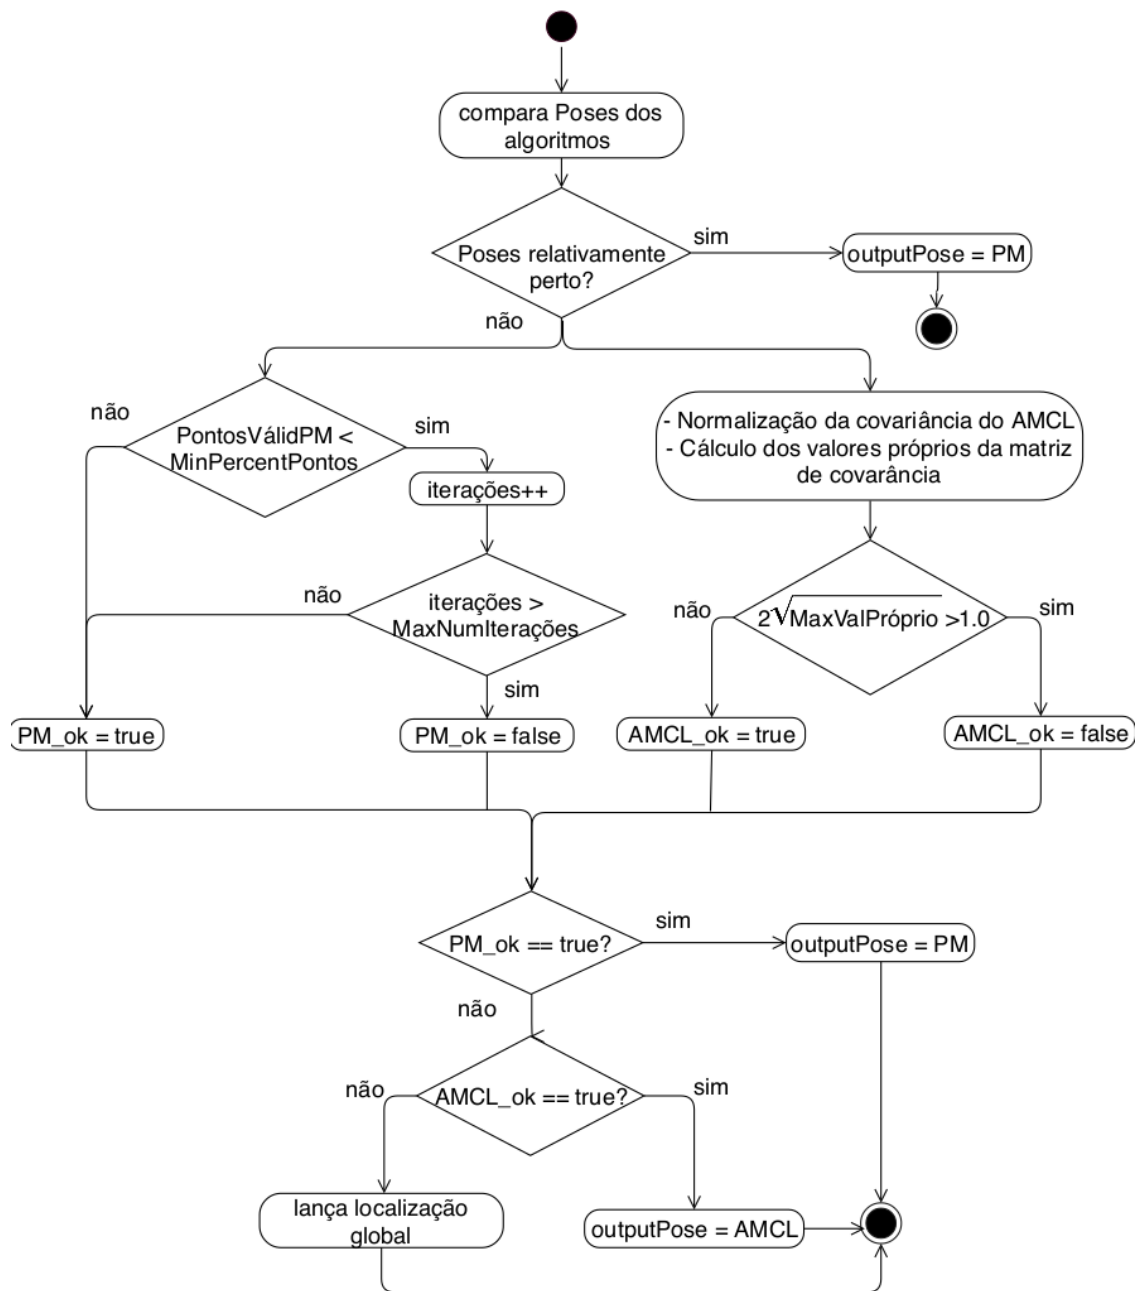 compara Poses dos
algoritmos
Poses relativamente
perto?
sim
outputPose = PM
não
não
PontosVálidPM <
MinPercentPontos
sim
iterações++
- Normalização da covariância do AMCL
- Cálculo dos valores próprios da matriz
de covarância
não
iterações >
MaxNumIterações
sim
não
2√MaxValPróprio >1.0
sim
PM_ok = true
PM_ok = false
AMCL_ok = true
AMCL_ok = false
PM_ok == true?
sim
outputPose = PM
não
não
AMCL_ok == true?
sim
lança localização
global
outputPose = AMCL